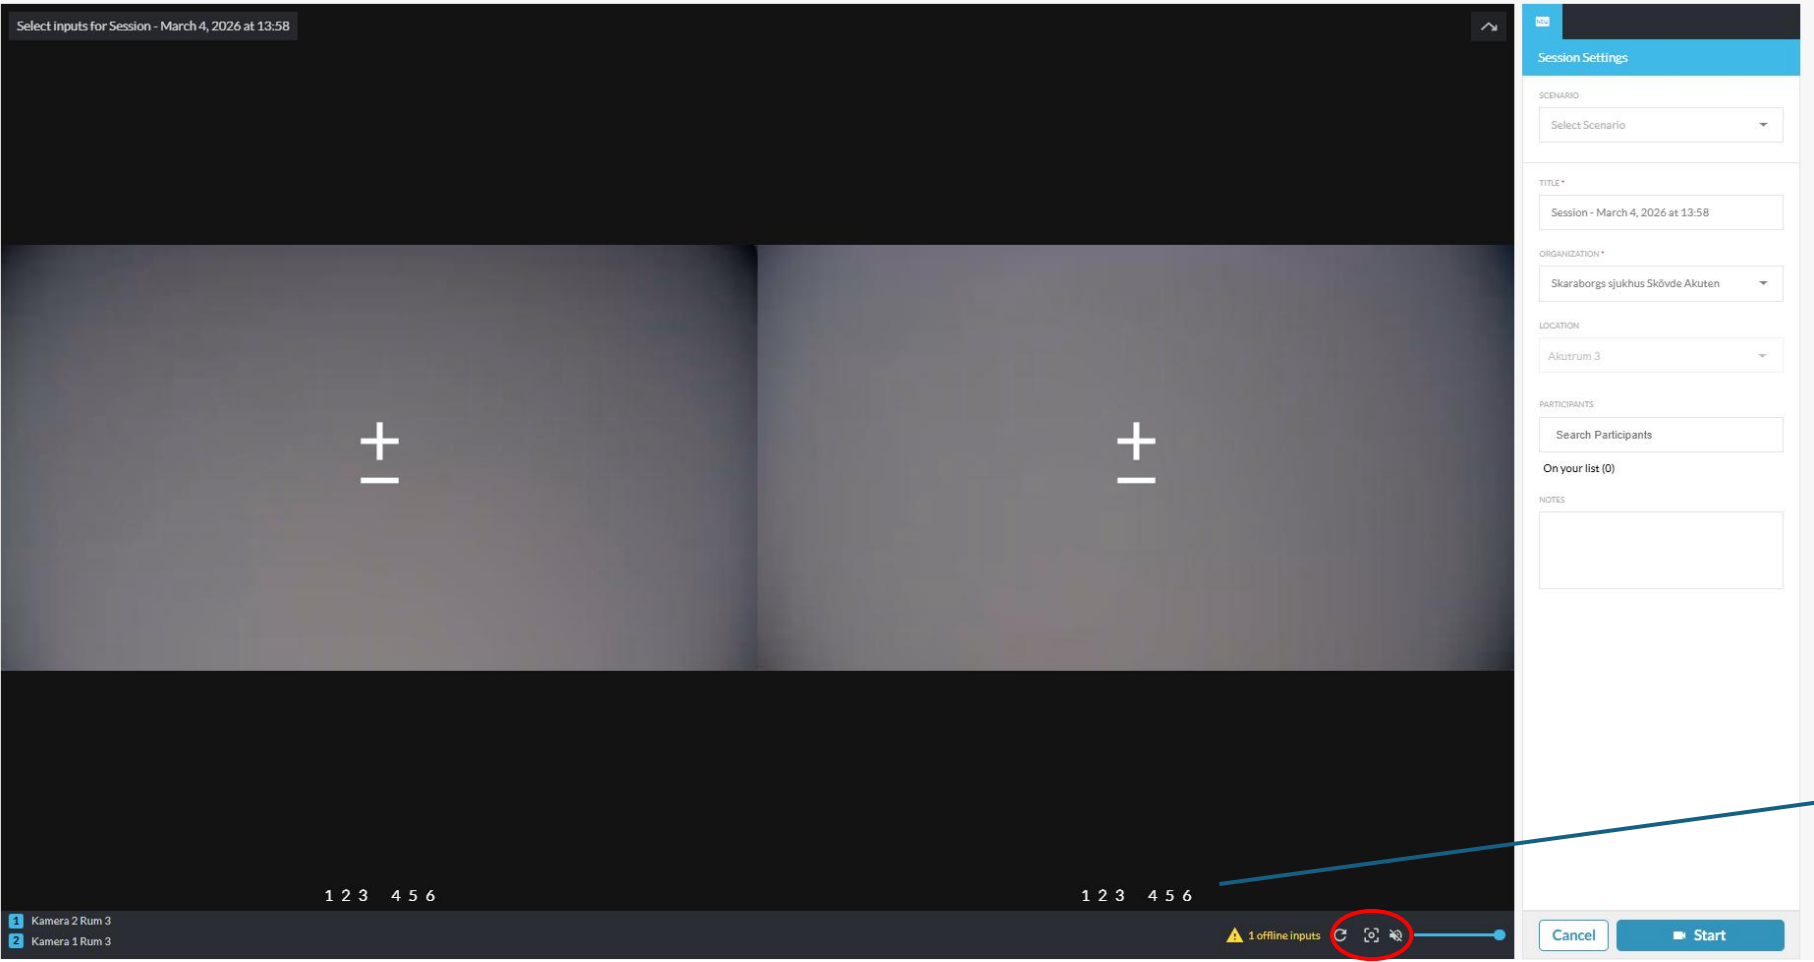 Select inputs for Session - March 4, 2026 at 13:58
NEW
Session Settings
SCENARIO
Select Scenario
TITLE *
Session - March 4, 2026 at 13:58
ORGANIZATION *
Skaraborgs sjukhus Skövde Akuten
LOCATION
Akutrum 3
PARTICIPANTS
Search Participants
On your list (0)
NOTES
1 2 3 4 5 6
1 2 3 4 5 6
1 Kamera 2 Rum 3
2 Kamera 1 Rum 3
1 offline inputs
Cancel
Start